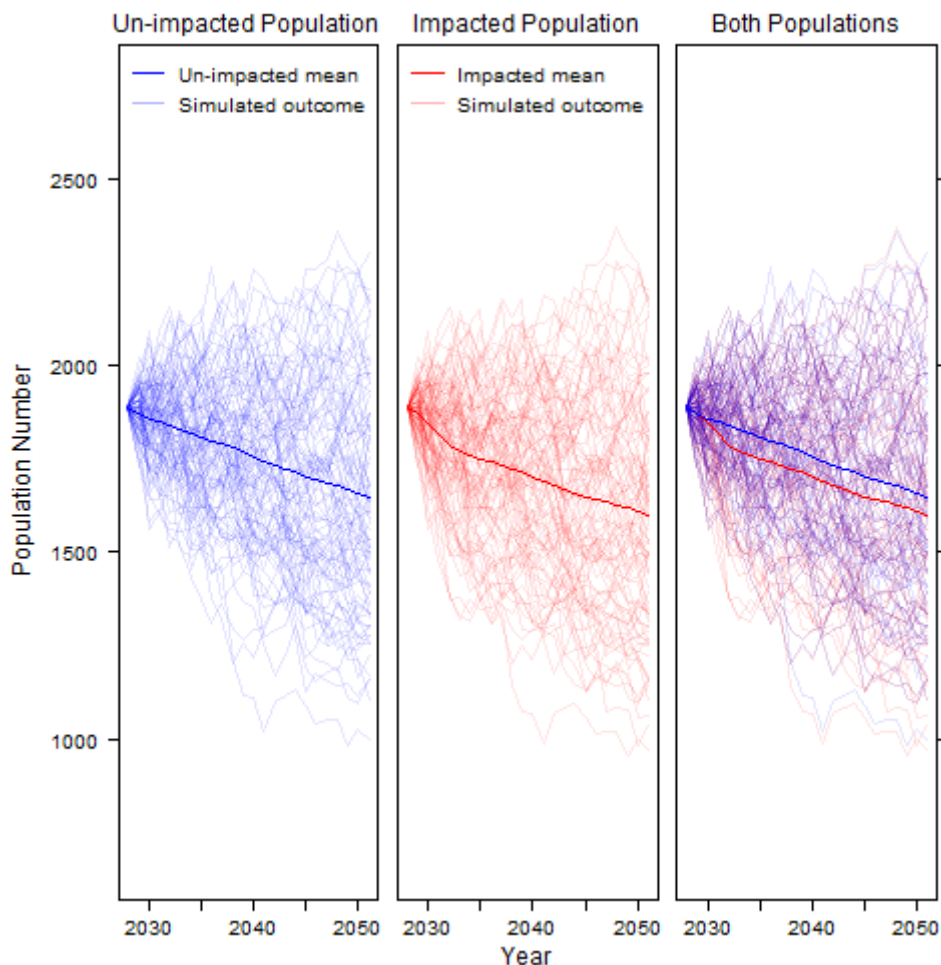 Un-impacted Population
Impacted Population
Both Populations
Un-impacted mean
Simulated outcome
Impacted mean
Simulated outcome
2500
2000
1500
1000
Population Number
2030 2040 2050
2030 2040 2050
2030 2040 2050
Year